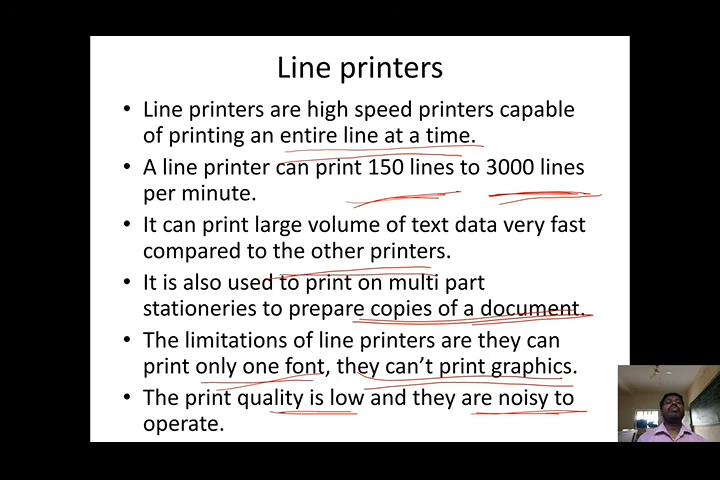 Line printers
• Line printers are high speed printers capable
of printing an entire line at a time.
• A line printer can print 150 lines to 3000 lines
per minute.
• It can print large volume of text data very fast
compared to the other printers.
• It is also used to print on multi part
stationeries to prepare copies of a document.
• The limitations of line printers are they can
print only one font, they can't print graphics.
• The print quality is low and they are noisy to
operate.